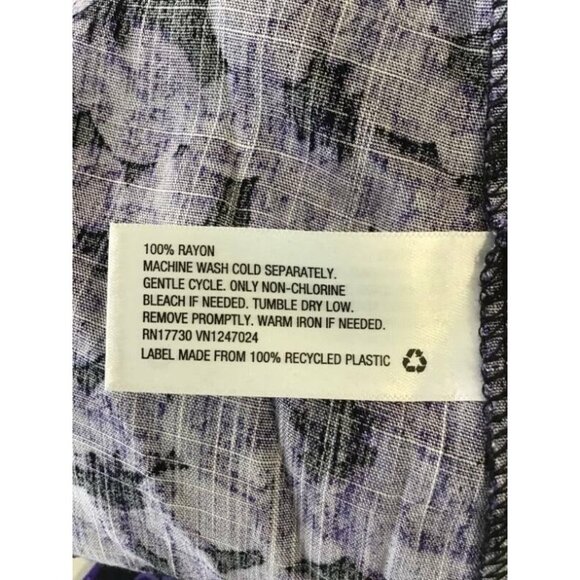 100% RAYON
MACHINE WASH COLD SEPARATELY.
GENTLE CYCLE. ONLY NON-CHLORINE
BLEACH IF NEEDED. TUMBLE DRY LOW.
REMOVE PROMPTLY. WARM IRON IF NEEDED.
RN17730 VN1247024
LABEL MADE FROM 100% RECYCLED PLASTIC